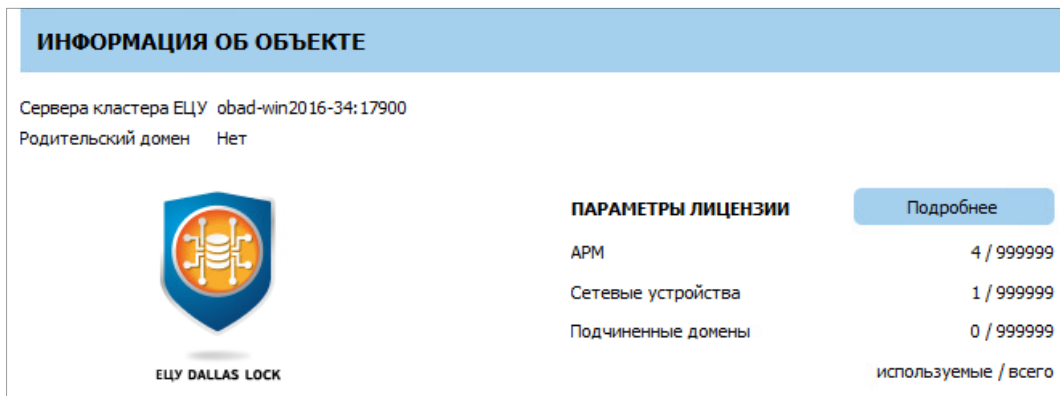 ИНФОРМАЦИЯ ОБ ОБЪЕКТЕ
Сервера кластера ЕЦУ obad-win2016-34:17900
Родительский домен Нет
ПАРАМЕТРЫ ЛИЦЕНЗИИ Подробнее
АРМ 4 / 999999
Сетевые устройства 1 / 999999
Подчиненные домены 0 / 999999
используемые / всего
ЕЦУ DALLAS LOCK